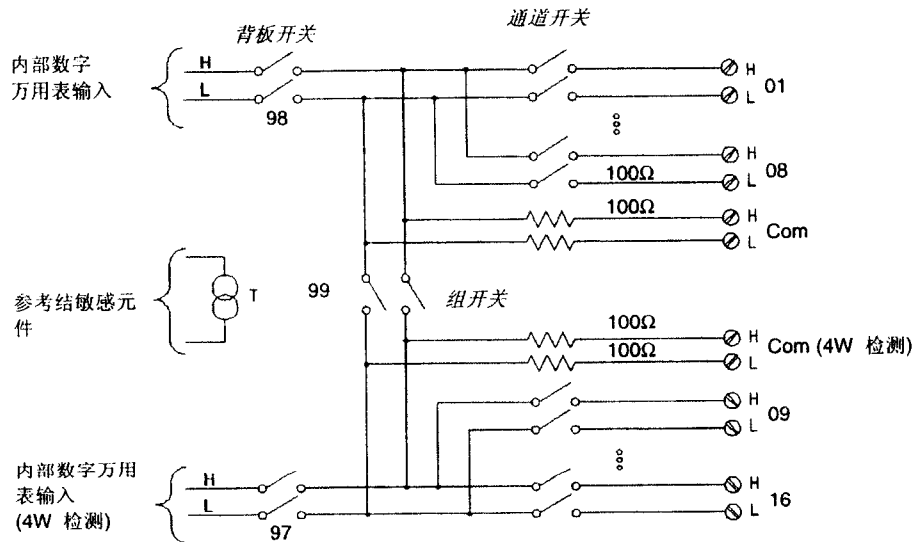 通道开关
背板开关
内部数字
万用表输入
H
L
98
H
L
01
H
L
08
100Ω
100Ω
H
L
Com
参考结敏感元
件
T
99
组开关
100Ω
100Ω
H
L
Com (4W 检测)
H
L
09
内部数字万用
表输入
(4W 检测)
H
L
97
H
L
16